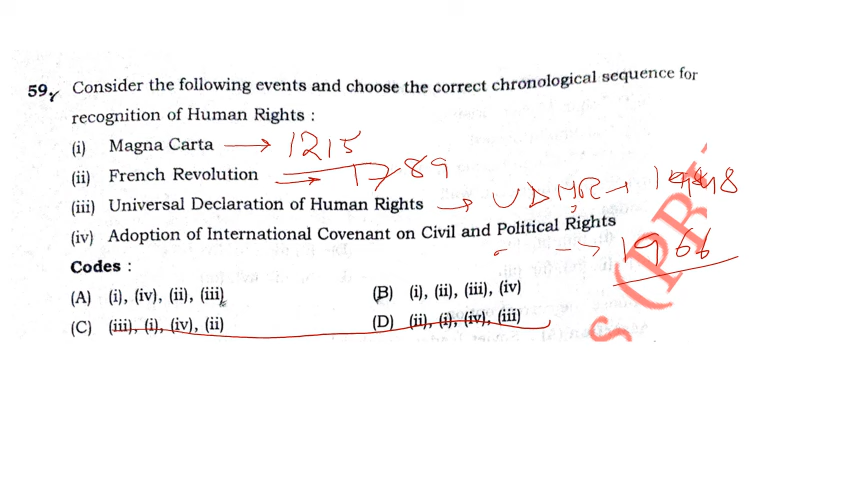 59. Consider the following events and choose the correct chronological sequence for
recognition of Human Rights :
(i) Magna Carta → 1215
(ii) French Revolution → 1789
(iii) Universal Declaration of Human Rights → UDHR → 1948
(iv) Adoption of International Covenant on Civil and Political Rights → 1966
Codes :
(A) (i), (iv), (ii), (iii)
(B) (i), (ii), (iii), (iv)
(C) (iii), (i), (iv), (ii)
(D) (ii), (i), (iv), (iii)
S (PRE-